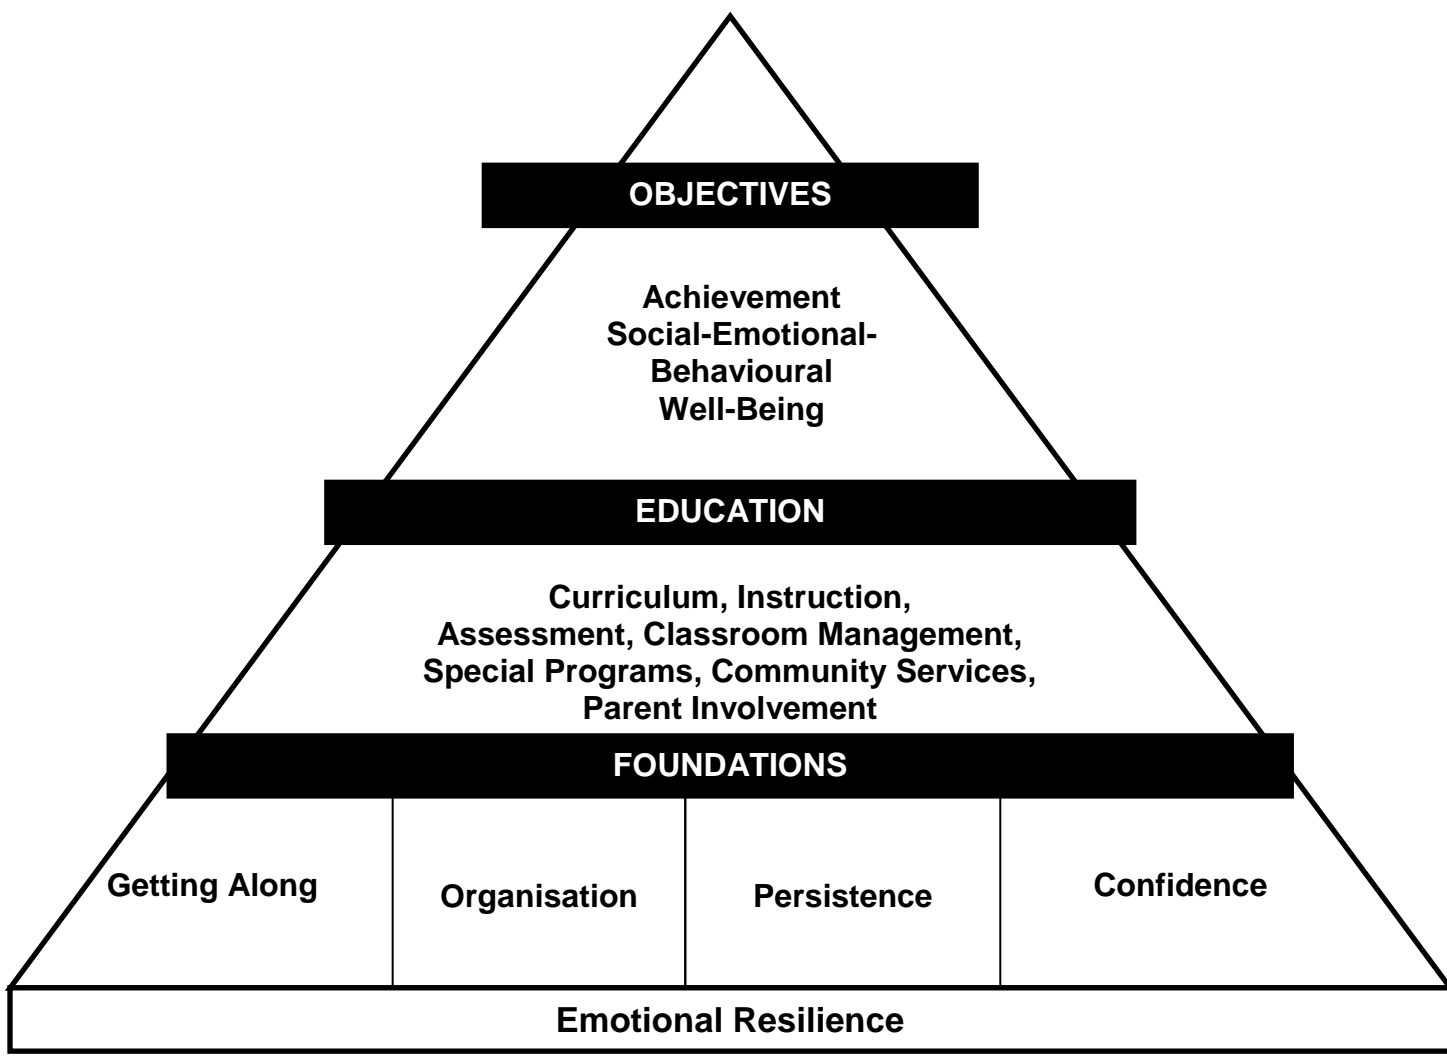 OBJECTIVES
Achievement
Social-Emotional-
Behavioural
Well-Being
EDUCATION
Curriculum, Instruction,
Assessment, Classroom Management,
Special Programs, Community Services,
Parent Involvement
FOUNDATIONS
Getting Along
Organisation
Persistence
Confidence
Emotional Resilience